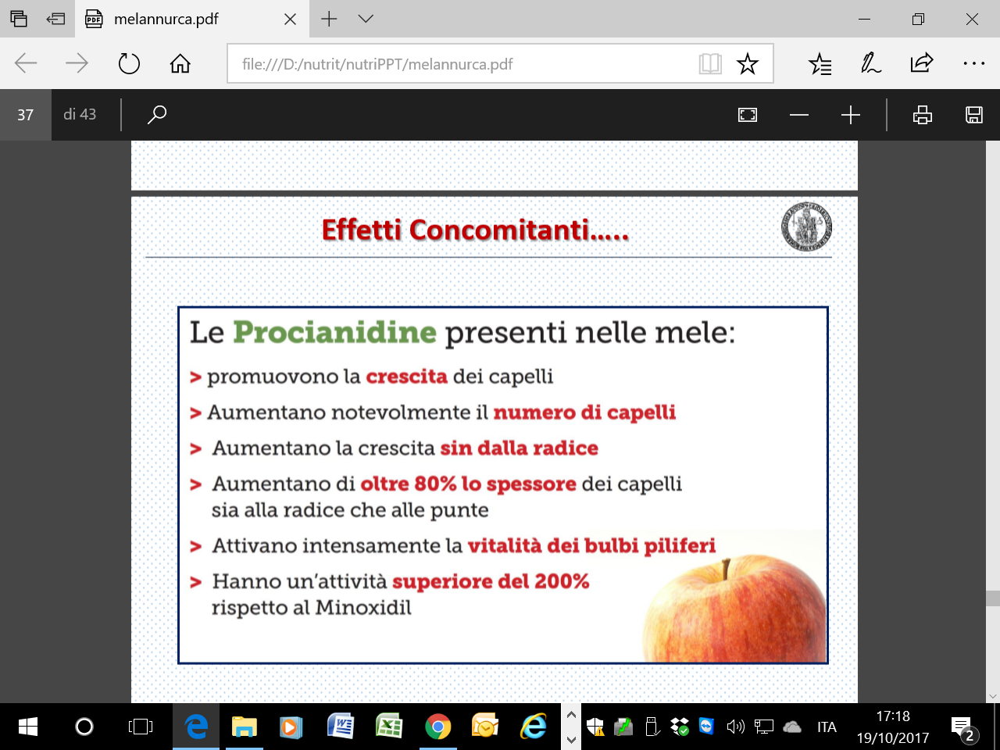 melannurca.pdf
file:///D:/nutrit/nutriPPT/melannurca.pdf
37 di 43
Effetti Concomitanti.....
Le Procianidine presenti nelle mele:
> promuovono la crescita dei capelli
> Aumentano notevolmente il numero di capelli
> Aumentano la crescita sin dalla radice
> Aumentano di oltre 80% lo spessore dei capelli
sia alla radice che alle punte
> Attivano intensamente la vitalità dei bulbi piliferi
> Hanno un'attività superiore del 200%
rispetto al Minoxidil
ITA
17:18
19/10/2017
2